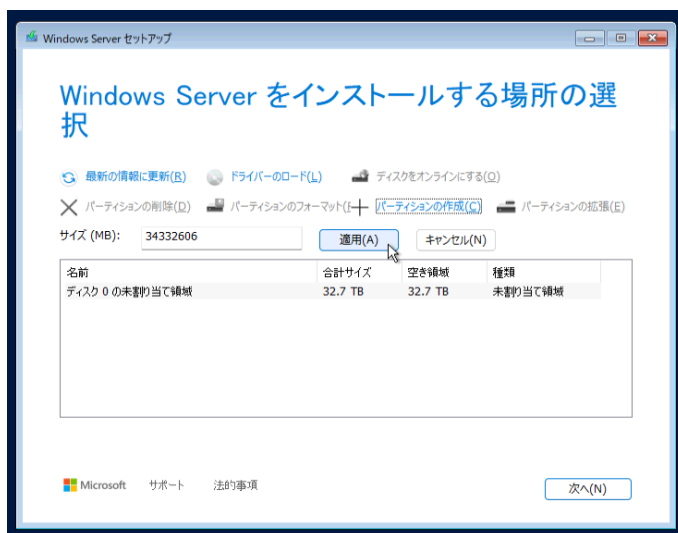 Windows Server セットアップ
Windows Server をインストールする場所の選
択
最新の情報に更新(R) ドライバーのロード(L) ディスクをオンラインにする(O)
パーティションの削除(D) パーティションのフォーマット(F パーティションの作成(C) パーティションの拡張(E)
サイズ (MB): 34332606 適用(A) キャンセル(N)
名前 合計サイズ 空き領域 種類
ディスク 0 の未割り当て領域 32.7 TB 32.7 TB 未割り当て領域
Microsoft サポート 法的事項
次へ(N)